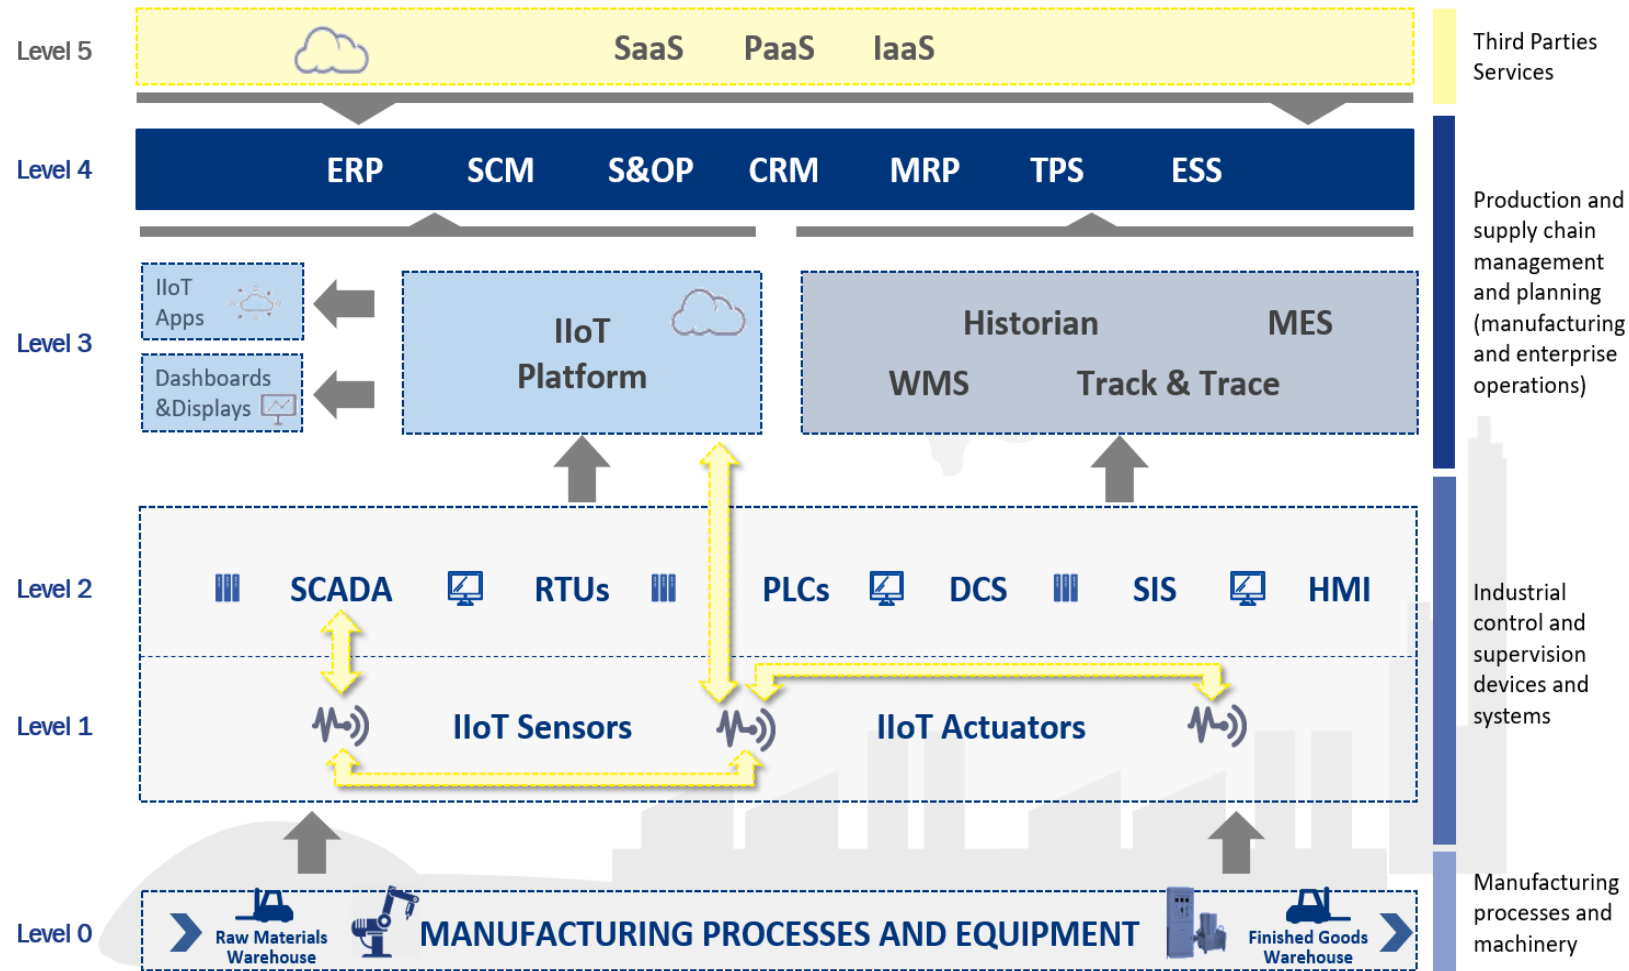 Level 5
SaaS PaaS IaaS
Third Parties
Services
Level 4
ERP SCM S&OP CRM MRP TPS ESS
Production and
supply chain
management
and planning
(manufacturing
and enterprise
operations)
Level 3
IIoT
Apps
Dashboards
&Displays
IIoT
Platform
Historian MES
WMS Track & Trace
Level 2
SCADA RTUs PLCs DCS SIS HMI
Industrial
control and
supervision
devices and
systems
Level 1
IIoT Sensors IIoT Actuators
Level 0
Raw Materials
Warehouse
MANUFACTURING PROCESSES AND EQUIPMENT
Finished Goods
Warehouse
Manufacturing
processes and
machinery